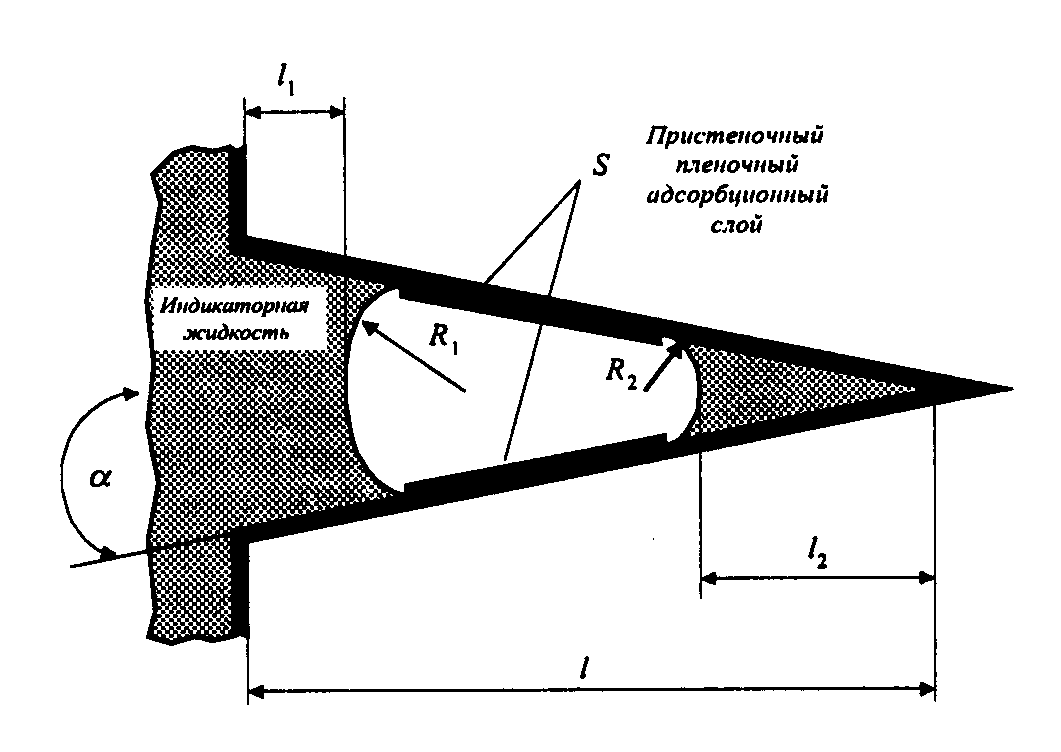 l₁
S
Пристеночный
пленочный
адсорбционный
слой
Индикаторная
жидкость
R₁
R₂
α
l₂
l